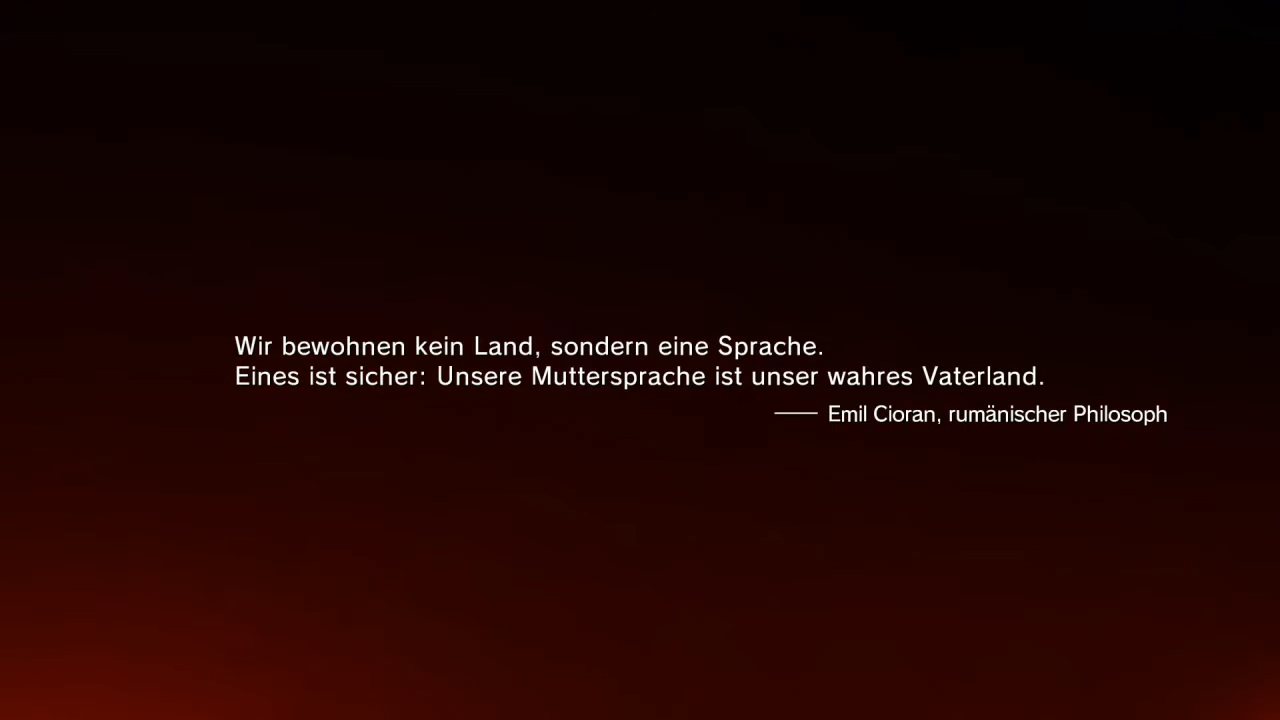 Wir bewohnen kein Land, sondern eine Sprache.
Eines ist sicher: Unsere Muttersprache ist unser wahres Vaterland.
—— Emil Cioran, rumänischer Philosoph